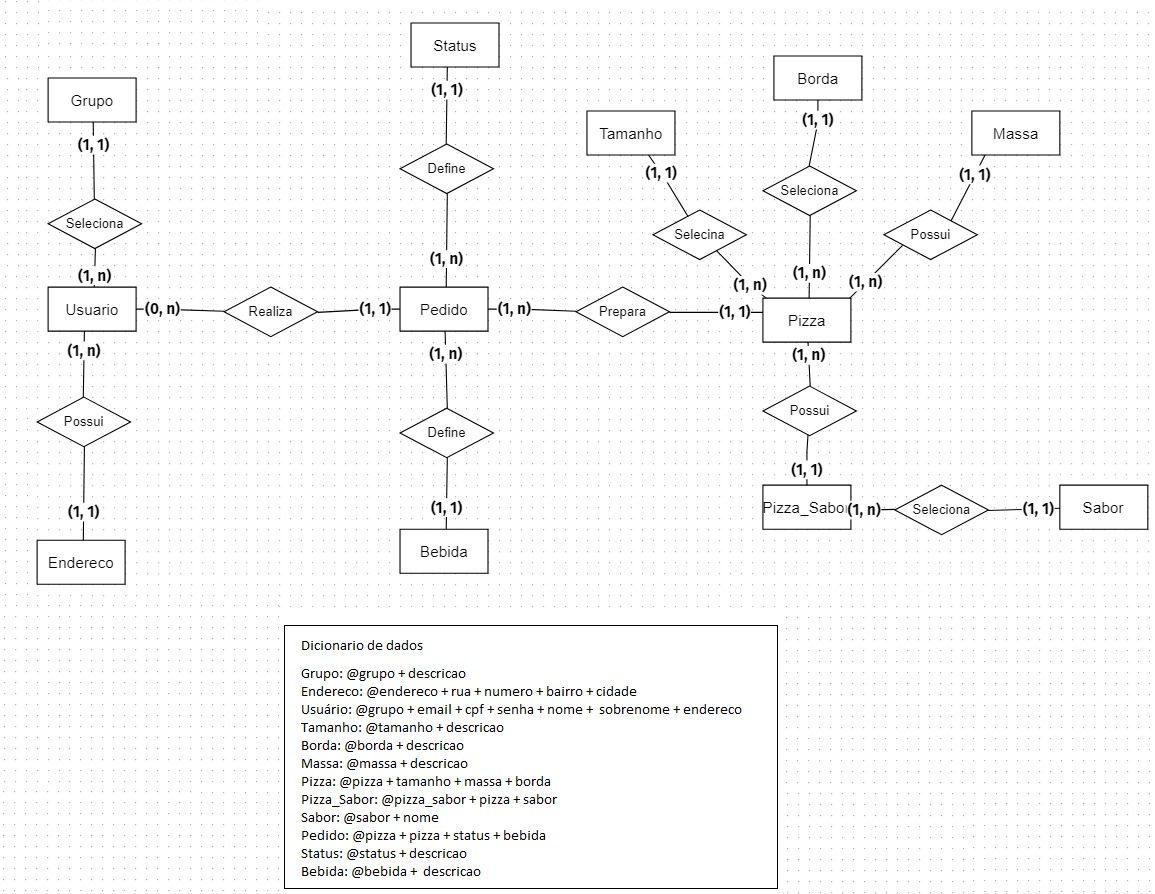 Status
(1, 1)
Define
(1, n)
Grupo
(1, 1)
Seleciona
(1, n)
Tamanho
(1, 1)
Selecina
(1, n)
Borda
(1, 1)
Seleciona
(1, n)
Massa
(1, 1)
Possui
(1, n)
Usuario
(0, n)
Realiza
(1, 1)
Pedido
(1, n)
Prepara
(1, 1)
Pizza
(1, n)
Possui
(1, 1)
Endereco
(1, n)
Define
(1, 1)
Bebida
(1, n)
Possui
(1, 1)
Pizza_Sabor
(1, n)
Seleciona
(1, 1)
Sabor
Dicionario de dados
Grupo: @grupo + descricao
Endereco: @endereco + rua + numero + bairro + cidade
Usuário: @grupo + email + cpf + senha + nome + sobrenome + endereco
Tamanho: @tamanho + descricao
Borda: @borda + descricao
Massa: @massa + descricao
Pizza: @pizza + tamanho + massa + borda
Pizza_Sabor: @pizza_sabor + pizza + sabor
Sabor: @sabor + nome
Pedido: @pizza + pizza + status + bebida
Status: @status + descricao
Bebida: @bebida + descricao